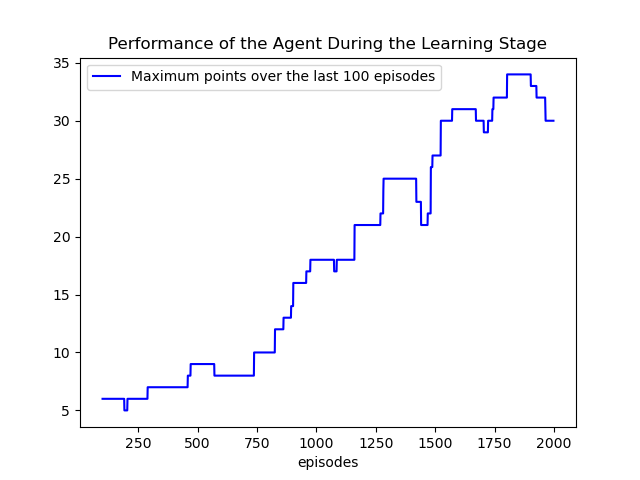 Performance of the Agent During the Learning Stage
Maximum points over the last 100 episodes
35
30
25
20
15
10
5
250 500 750 1000 1250 1500 1750 2000
episodes